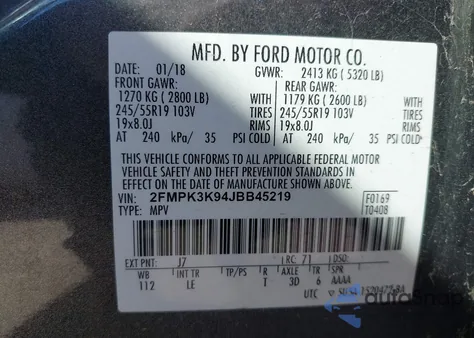 MFD. BY FORD MOTOR CO.
DATE: 01/18 GVWR: 2413 KG ( 5320 LB)
FRONT GAWR: REAR GAWR:
1270 KG ( 2800 LB) WITH 1179 KG ( 2600 LB) WITH
245/55R19 103V TIRES 245/55R19 103V TIRES
19x8.0J RIMS 19x8.0J RIMS
AT 240 kPa/ 35 PSI COLD AT 240 kPa/ 35 PSI COLD
THIS VEHICLE CONFORMS TO ALL APPLICABLE FEDERAL MOTOR
VEHICLE SAFETY AND THEFT PREVENTION STANDARDS IN
EFFECT ON THE DATE OF MANUFACTURE SHOWN ABOVE.
VIN: 2FMPK3K94JBB45219 F0169
TYPE: MPV T0408
EXT PNT: J7 RC: 71 DSO:
WB INT TR TP/PS R AXLE TR SPR
112 LE T 3D 6 AAAA
UTC
autosnap